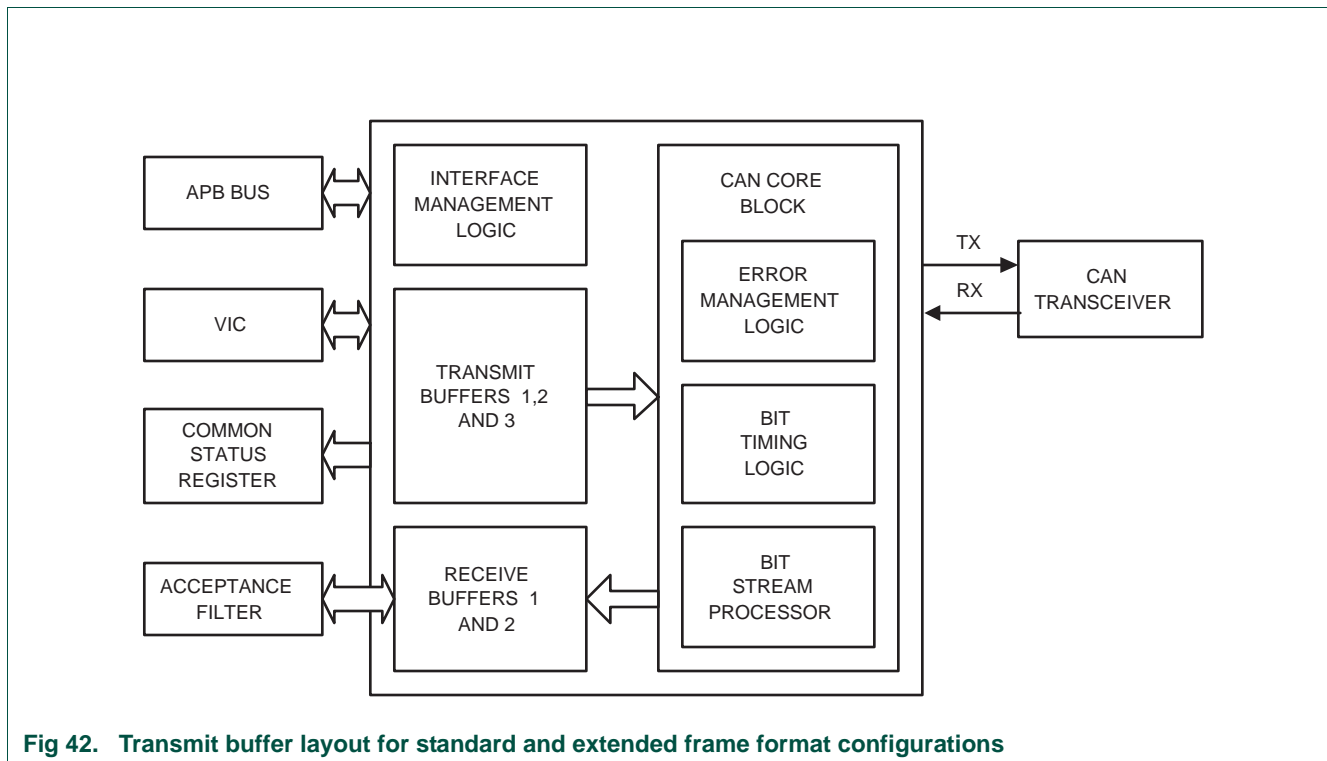 APB BUS
VIC
COMMON
STATUS
REGISTER
ACCEPTANCE
FILTER
INTERFACE
MANAGEMENT
LOGIC
TRANSMIT
BUFFERS 1,2
AND 3
RECEIVE
BUFFERS 1
AND 2
CAN CORE
BLOCK
ERROR
MANAGEMENT
LOGIC
BIT
TIMING
LOGIC
BIT
STREAM
PROCESSOR
TX
RX
CAN
TRANSCEIVER
Fig 42. Transmit buffer layout for standard and extended frame format configurations